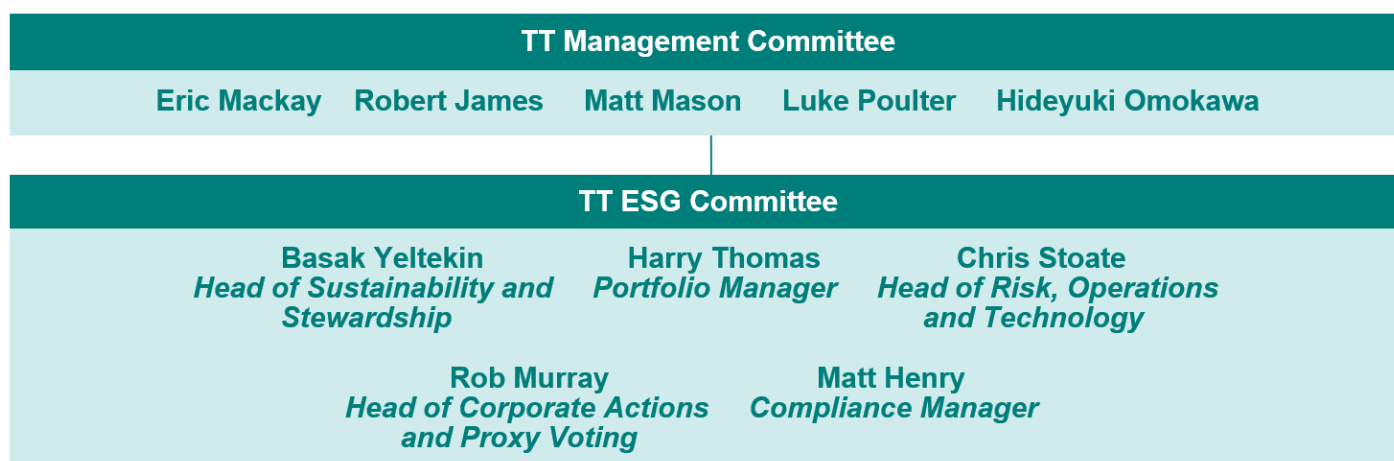 TT Management Committee
Eric Mackay Robert James Matt Mason Luke Poulter Hideyuki Omokawa
TT ESG Committee
Basak Yeltekin
Head of Sustainability and
Stewardship
Harry Thomas
Portfolio Manager
Chris Stoate
Head of Risk, Operations
and Technology
Rob Murray
Head of Corporate Actions
and Proxy Voting
Matt Henry
Compliance Manager